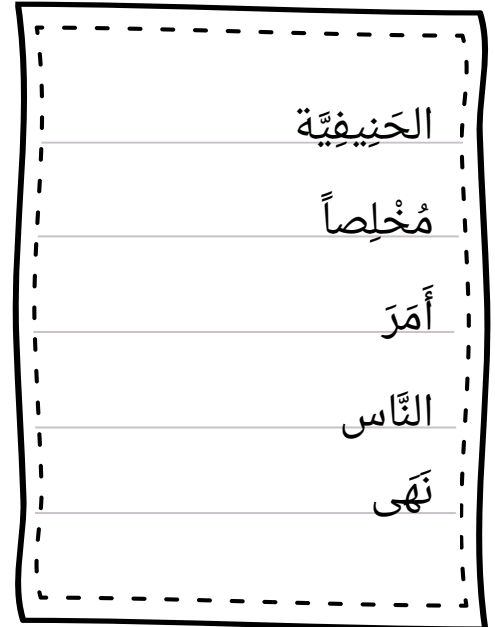 الحَنِيفِيَّة
مُخْلِصاً
أَمَرَ
النَّاس
نَهَى